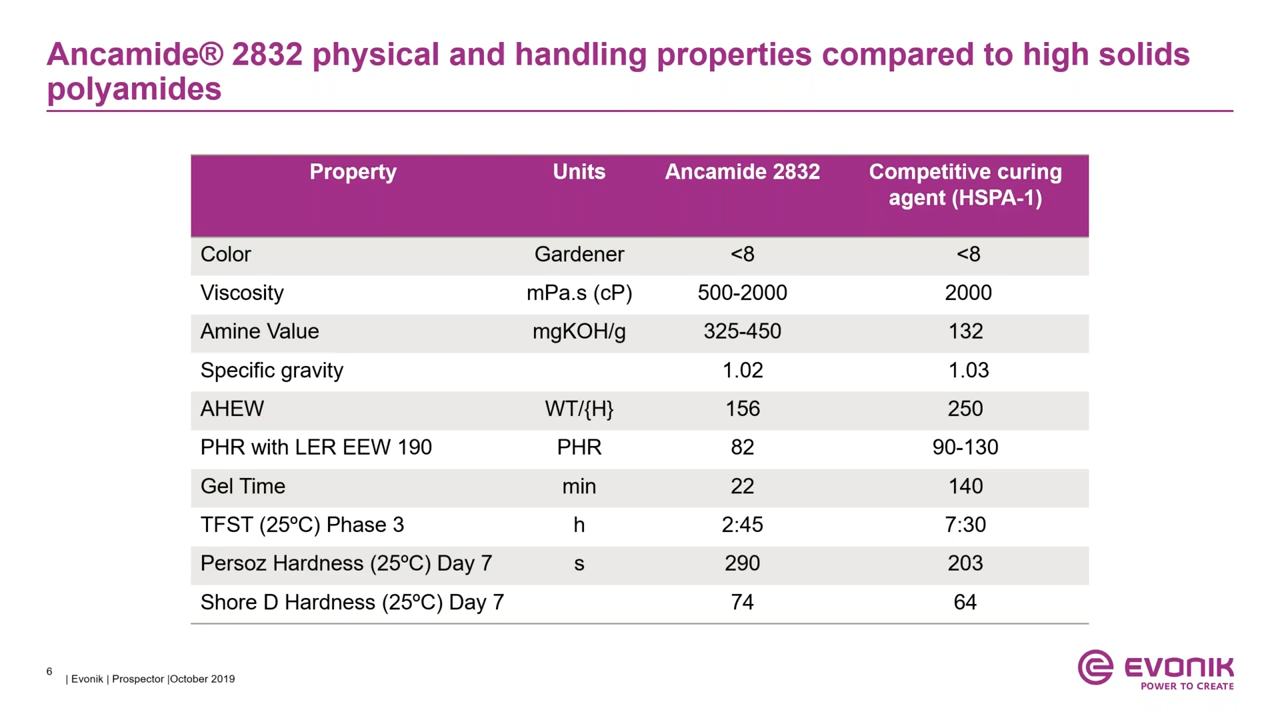 Ancamide® 2832 physical and handling properties compared to high solids
polyamides
Property Units Ancamide 2832 Competitive curing
agent (HSPA-1)
Color Gardener <8 <8
Viscosity mPa.s (cP) 500-2000 2000
Amine Value mgKOH/g 325-450 132
Specific gravity 1.02 1.03
AHEW WT/{H} 156 250
PHR with LER EEW 190 PHR 82 90-130
Gel Time min 22 140
TFST (25ºC) Phase 3 h 2:45 7:30
Persoz Hardness (25ºC) Day 7 s 290 203
Shore D Hardness (25ºC) Day 7 74 64
6
| Evonik | Prospector |October 2019
EVONIK
POWER TO CREATE